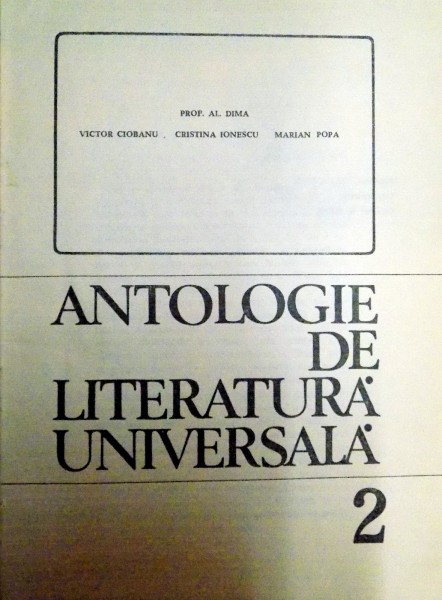 PROF. AL. DIMA
VICTOR CIOBANU CRISTINA IONESCU MARIAN POPA
ANTOLOGIE
DE
LITERATURĂ
UNIVERSALĂ
2